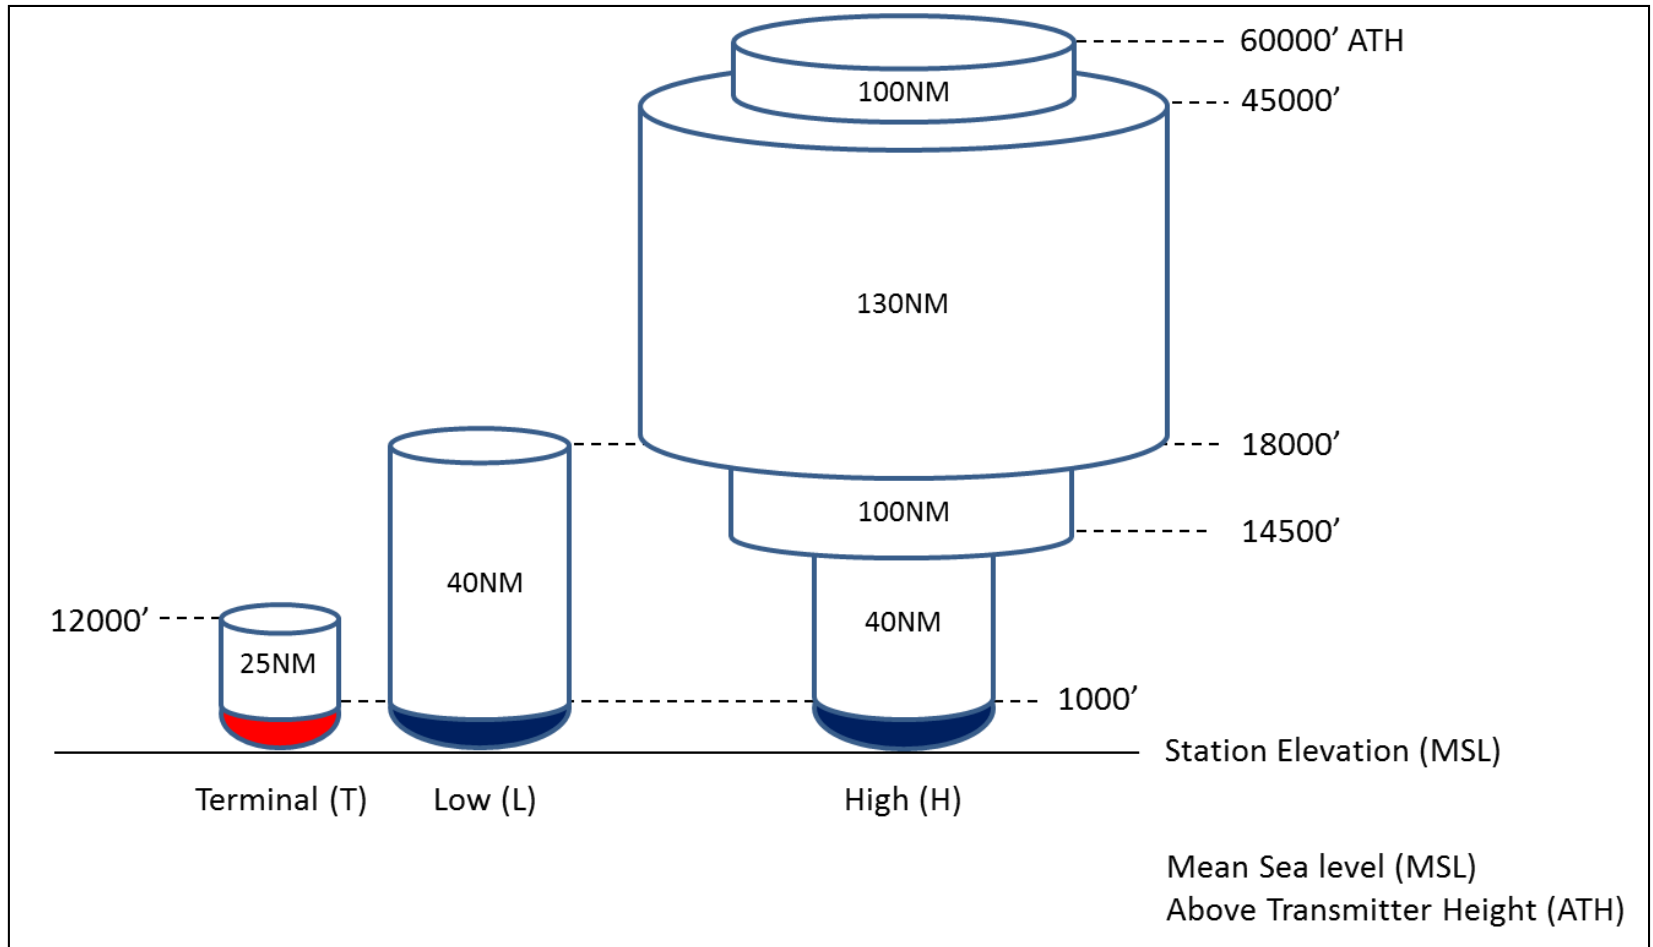 60000’ ATH
100NM
45000’
130NM
18000’
100NM
14500’
40NM
12000’
40NM
25NM
1000’
Station Elevation (MSL)
Terminal (T)
Low (L)
High (H)
Mean Sea level (MSL)
Above Transmitter Height (ATH)